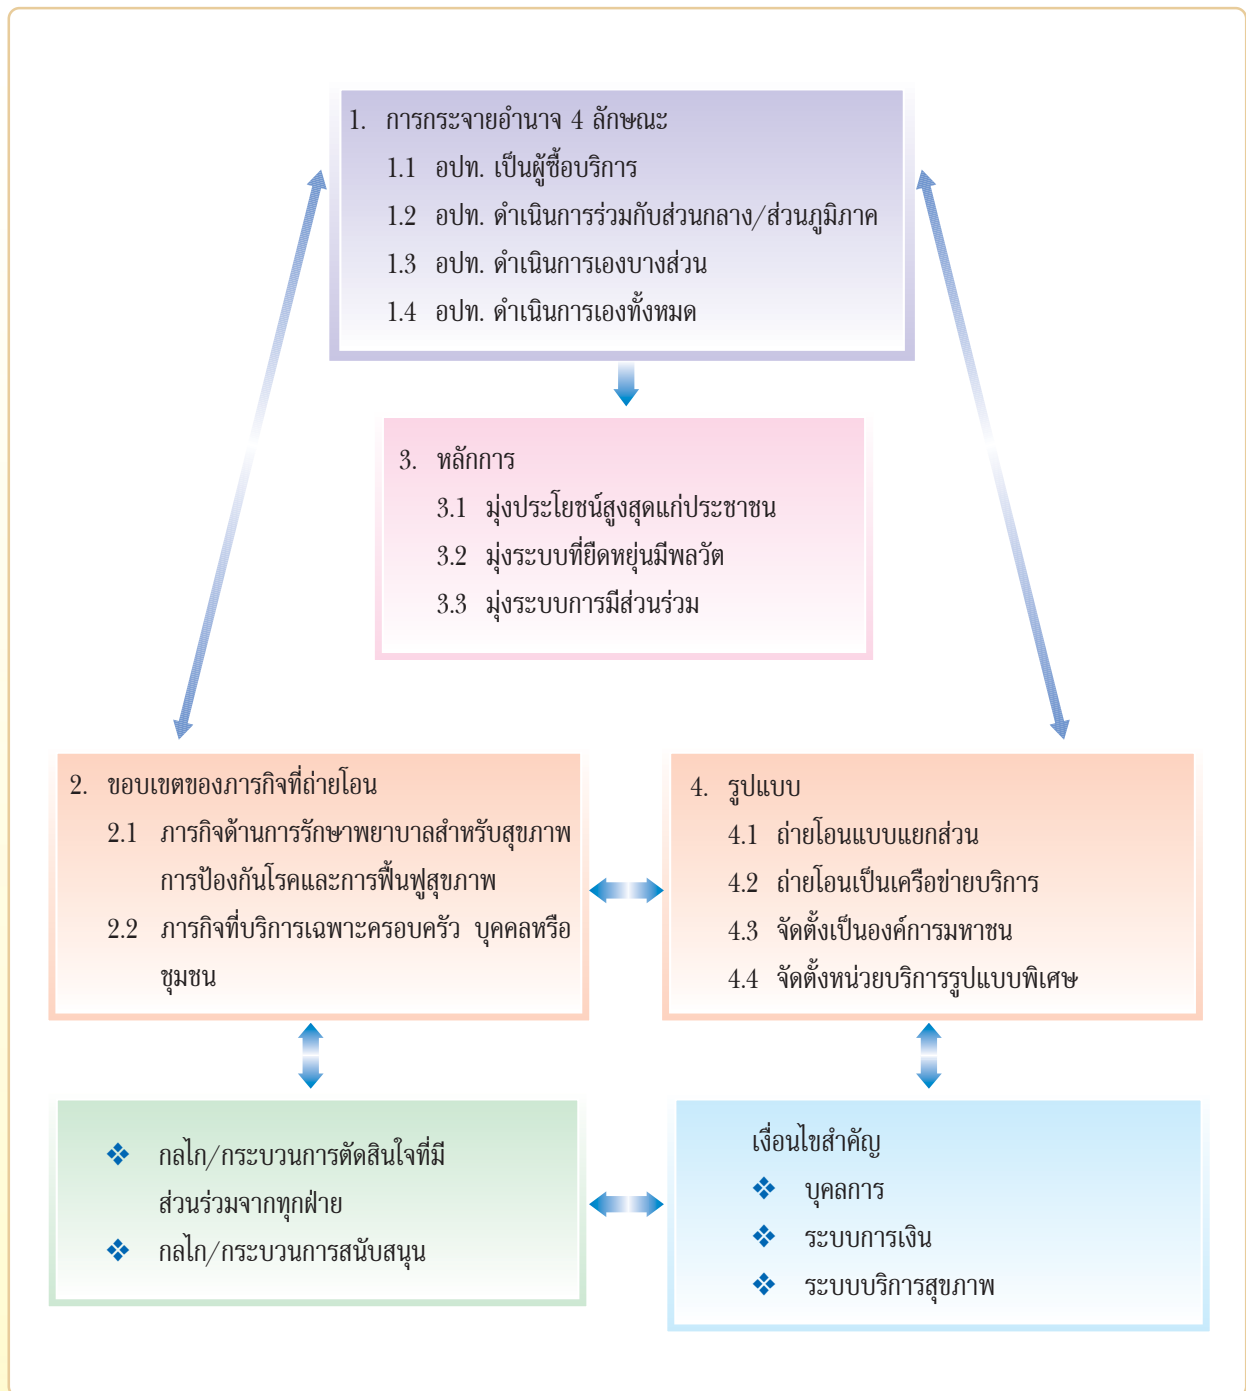 1. การกระจายอำนาจ 4 ลักษณะ
1.1 อปท. เป็นผู้ซื้อบริการ
1.2 อปท. ดำเนินการร่วมกับส่วนกลาง/ส่วนภูมิภาค
1.3 อปท. ดำเนินการเองบางส่วน
1.4 อปท. ดำเนินการเองทั้งหมด
3. หลักการ
3.1 มุ่งประโยชน์สูงสุดแก่ประชาชน
3.2 มุ่งระบบที่ยืดหยุ่นมีพลวัต
3.3 มุ่งระบบการมีส่วนร่วม
2. ขอบเขตของภารกิจที่ถ่ายโอน
2.1 ภารกิจด้านการรักษาพยาบาลสำหรับสุขภาพ
การป้องกันโรคและการฟื้นฟูสุขภาพ
2.2 ภารกิจที่บริการเฉพาะครอบครัว บุคคลหรือ
ชุมชน
4. รูปแบบ
4.1 ถ่ายโอนแบบแยกส่วน
4.2 ถ่ายโอนเป็นเครือข่ายบริการ
4.3 จัดตั้งเป็นองค์การมหาชน
4.4 จัดตั้งหน่วยบริการรูปแบบพิเศษ
❖ กลไก/กระบวนการตัดสินใจที่มี
ส่วนร่วมจากทุกฝ่าย
❖ กลไก/กระบวนการสนับสนุน
เงื่อนไขสำคัญ
❖ บุคลการ
❖ ระบบการเงิน
❖ ระบบบริการสุขภาพ